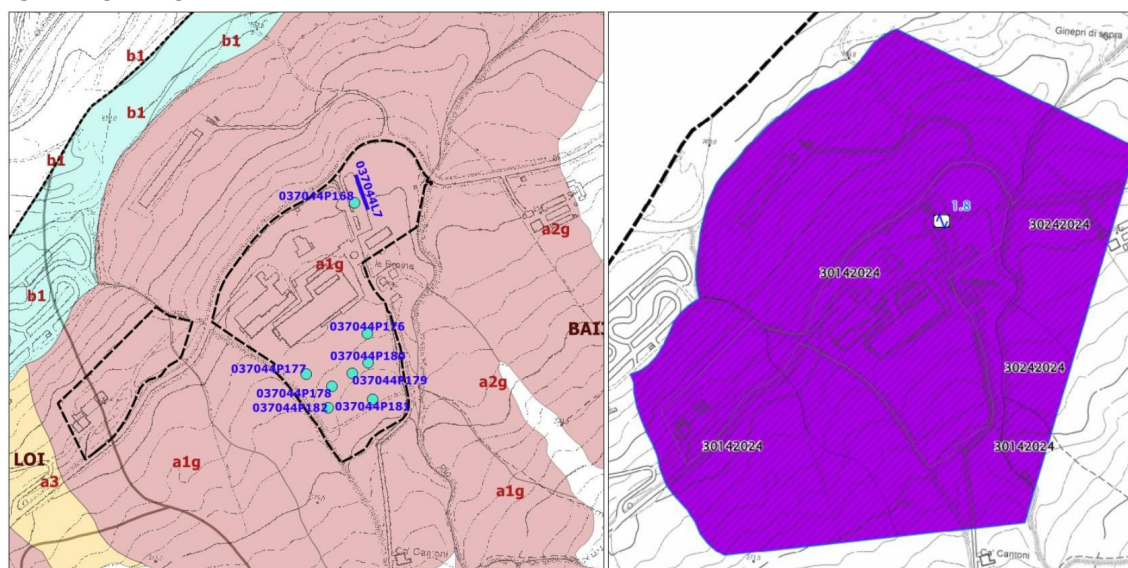 b1
b1
b1
b1
037044P168
037044L7
a2g
a1g
b1
037044P176
BAI
037044P180
037044P177
037044P179
a2g
037044P178
037044P182
037044P181
LOI
a1g
a3
a1g
Ginepri di sopra
1.8
30242024
30142024
30242024
30142024
30142024
Ca' Cantoni